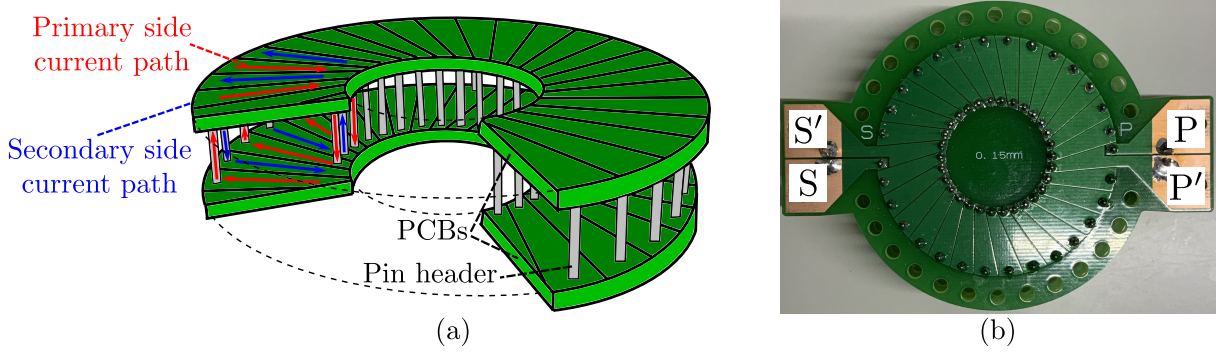 Primary side
current path
Secondary side
current path
PCBs
Pin header
(a)
S′
S
S
P
P
P′
0.15mm
(b)